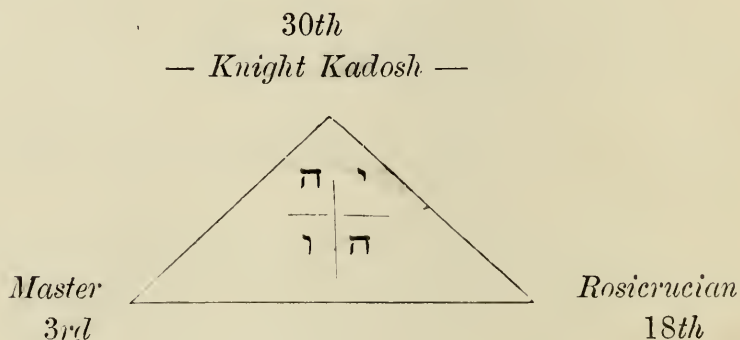 30th
— Knight Kadosh —
ה י
ו ה
Master
3rd
Rosicrucian
18th